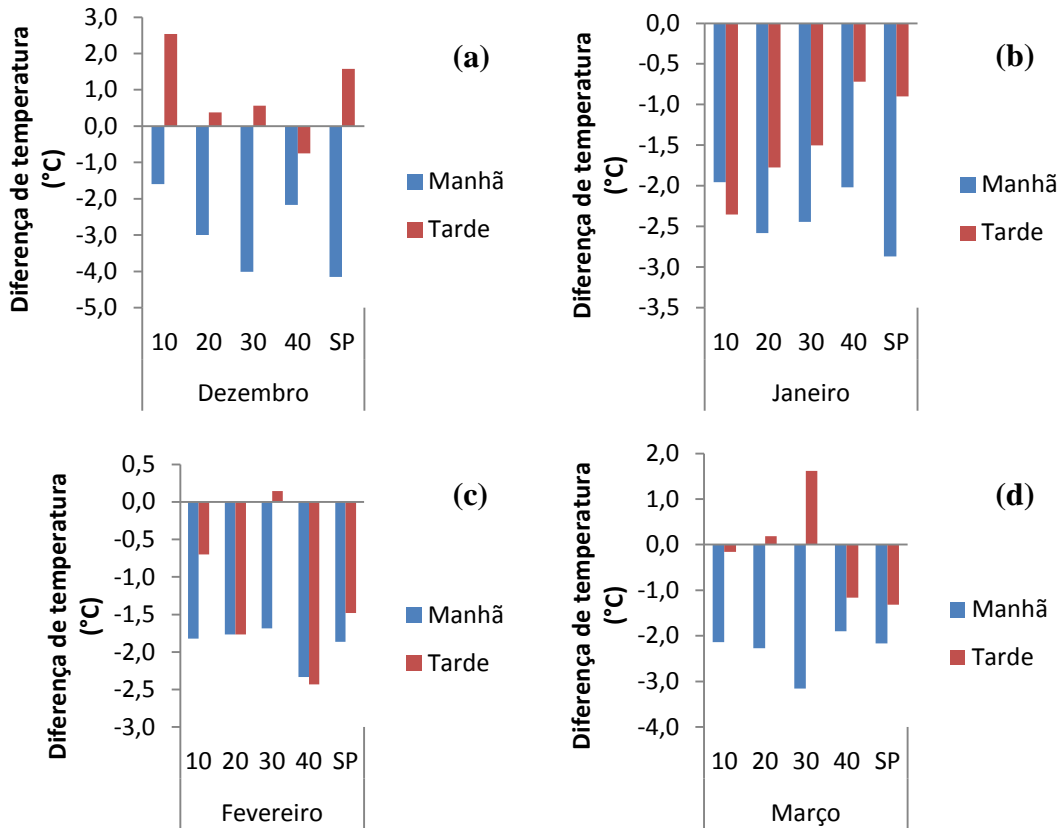 Diferença de temperatura
(°C)
3,0
2,0
1,0
0,0
-1,0
-2,0
-3,0
-4,0
-5,0
10 20 30 40 SP
Dezembro
(a)
Manhã
Tarde
Diferença de temperatura
(°C)
0,0
-0,5
-1,0
-1,5
-2,0
-2,5
-3,0
-3,5
10 20 30 40 SP
Janeiro
(b)
Manhã
Tarde
Diferença de temperatura
(°C)
0,5
0,0
-0,5
-1,0
-1,5
-2,0
-2,5
-3,0
10 20 30 40 SP
Fevereiro
(c)
Manhã
Tarde
Diferença de temperatura
(°C)
2,0
1,0
0,0
-1,0
-2,0
-3,0
-4,0
10 20 30 40 SP
Março
(d)
Manhã
Tarde